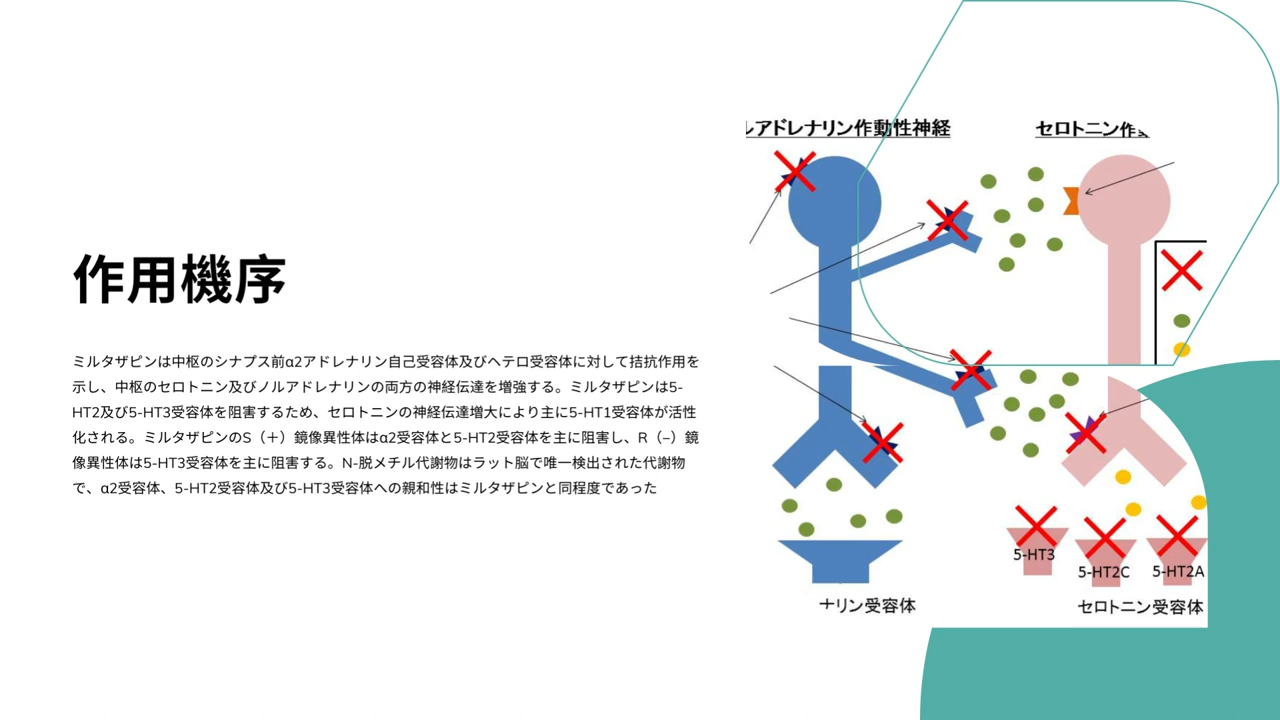 作用機序
ミルタザピンは中枢のシナプス前α2アドレナリン自己受容体及びヘテロ受容体に対して拮抗作用を
示し、中枢のセロトニン及びノルアドレナリンの両方の神経伝達を増強する。ミルタザピンは5-
HT2及び5-HT3受容体を阻害するため、セロトニンの神経伝達増大により主に5-HT1受容体が活性
化される。ミルタザピンのS（＋）鏡像異性体はα2受容体と5-HT2受容体を主に阻害し、R（−）鏡
像異性体は5-HT3受容体を主に阻害する。N-脱メチル代謝物はラット脳で唯一検出された代謝物
で、α2受容体、5-HT2受容体及び5-HT3受容体への親和性はミルタザピンと同程度であった
ルアドレナリン作動性神経
セロトニン作
5-HT3
5-HT2C
5-HT2A
ナリン受容体
セロトニン受容体